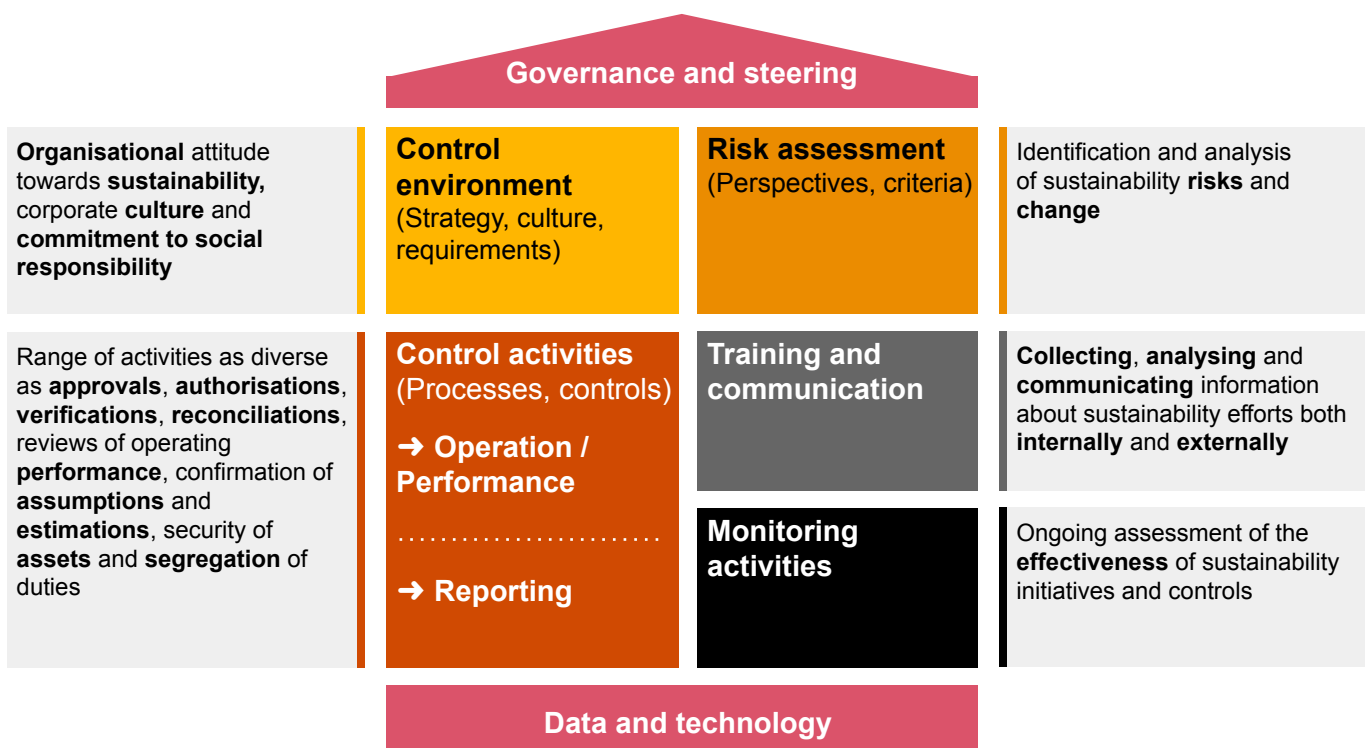 Governance and steering
Organisational attitude
towards sustainability,
corporate culture and
commitment to social
responsibility
Control
environment
(Strategy, culture,
requirements)
Risk assessment
(Perspectives, criteria)
Identification and analysis
of sustainability risks and
change
Range of activities as diverse
as approvals, authorisations,
verifications, reconciliations,
reviews of operating
performance, confirmation of
assumptions and
estimations, security of
assets and segregation of
duties
Control activities
(Processes, controls)
➜ Operation /
Performance
..........................
➜ Reporting
Training and
communication
Collecting, analysing and
communicating information
about sustainability efforts both
internally and externally
Monitoring
activities
Ongoing assessment of the
effectiveness of sustainability
initiatives and controls
Data and technology